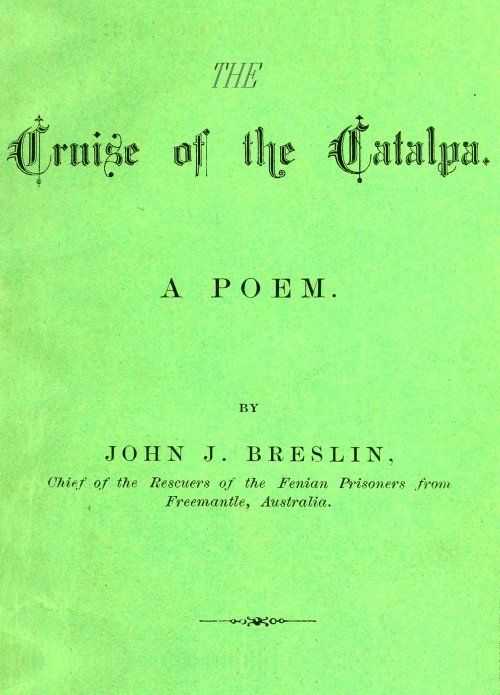 THE
Cruise of the Catalpa.
A POEM.
BY
JOHN J. BRESLIN,
Chief of the Rescuers of the Fenian Prisoners from
Freemantle, Australia.